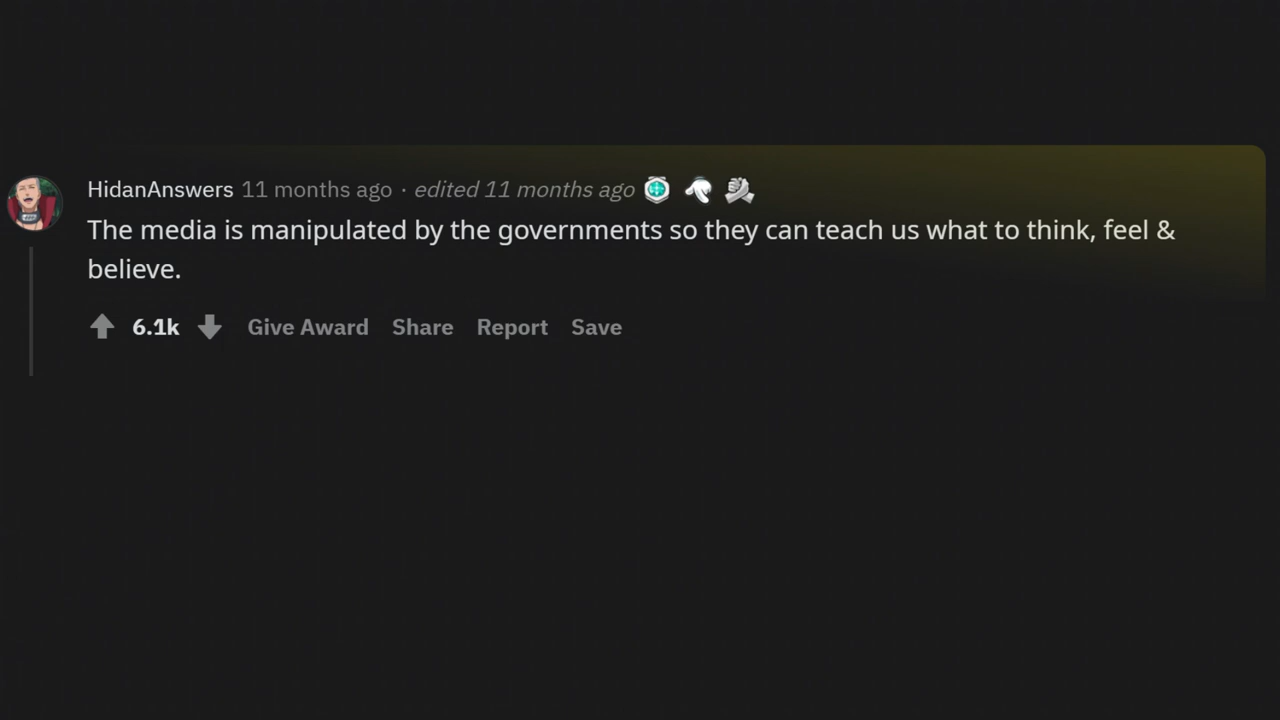 HidanAnswers 11 months ago · edited 11 months ago
The media is manipulated by the governments so they can teach us what to think, feel &
believe.
6.1k Give Award Share Report Save